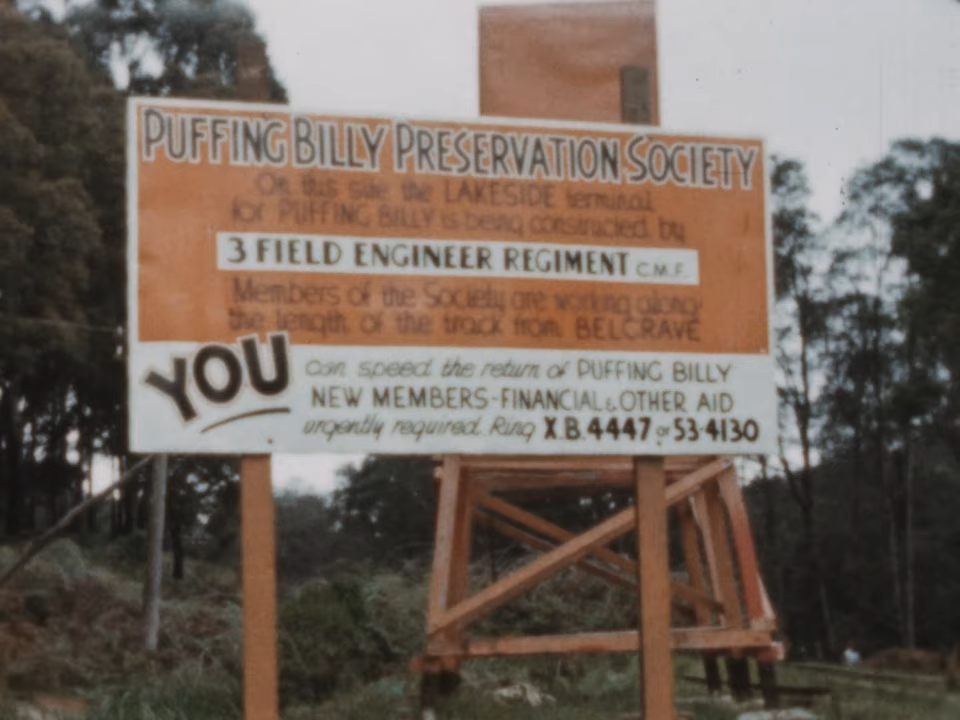 PUFFING BILLY PRESERVATION SOCIETY
On this site the LAKESIDE terminal
for PUFFING BILLY is being constructed by
3 FIELD ENGINEER REGIMENT C.M.F.
Members of the Society are working along
the length of the track from BELGRAVE
YOU can speed the return of PUFFING BILLY
NEW MEMBERS-FINANCIAL & OTHER AID
urgently required. Ring X.B.4447 or 53-4130